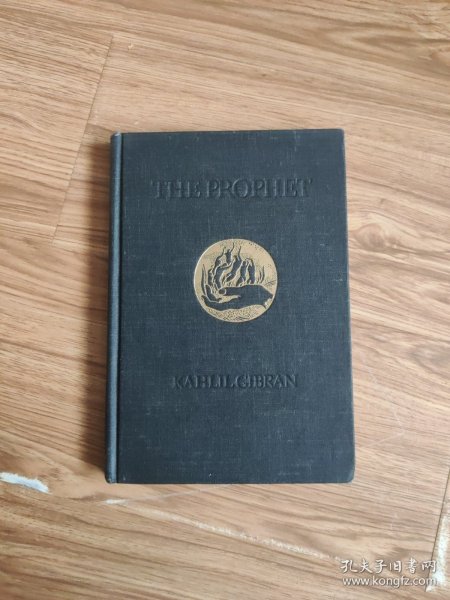 THE PROPHET
KAHLIL GIBRAN
孔夫子旧书网
www.kongfz.com